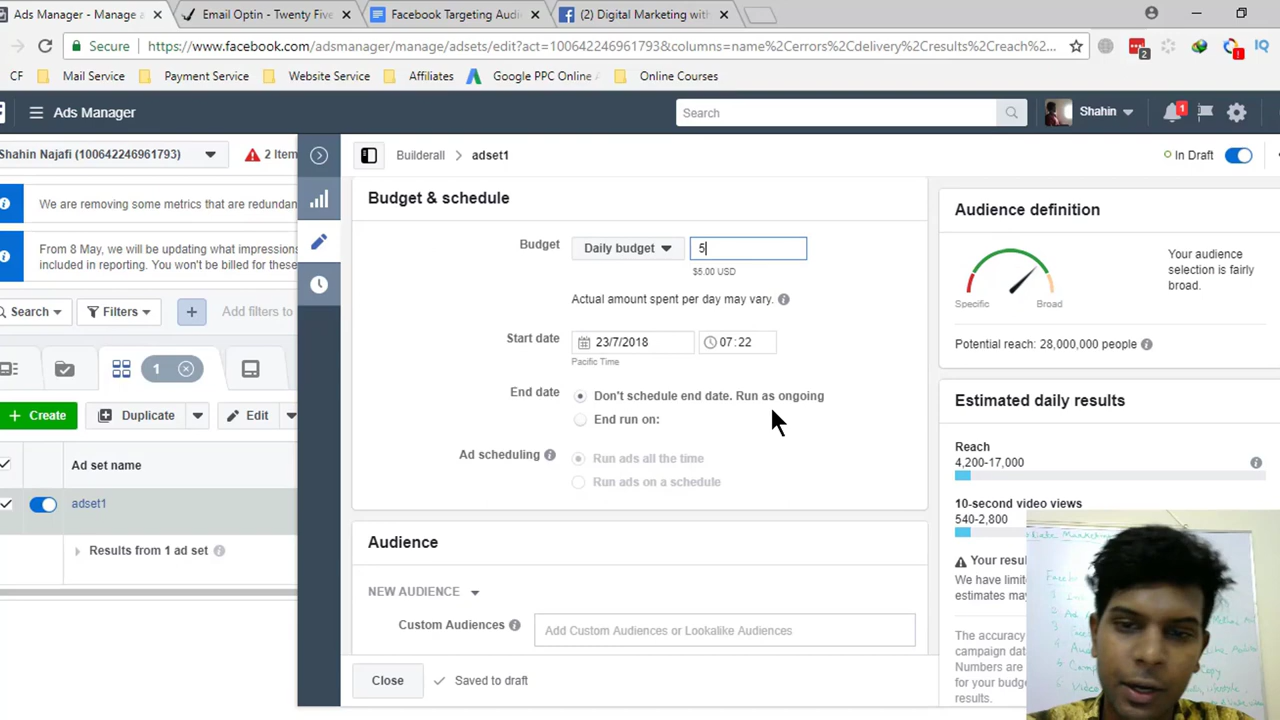 Ads Manager - Manage a
Email Optin - Twenty Five
Facebook Targeting Audi
(2) Digital Marketing with
Secure
https://www.facebook.com/adsmanager/manage/adsets/edit?act=100642246961793&columns=name%2Cerrors%2Cdelivery%2Cresults%2Creach%2C...
2
IQ
CF
Mail Service
Payment Service
Website Service
Affiliates
Google PPC Online A
Online Courses
Ads Manager
Search
Shahin
1
Shahin Najafi (100642246961793)
2 Item
Builderall > adset1
In Draft
We are removing some metrics that are redundan
From 8 May, we will be updating what impressions
included in reporting. You won't be billed for these
Search
Filters
Add filters to
1
Create
Duplicate
Edit
Ad set name
adset1
Results from 1 ad set
Budget & schedule
Budget
Daily budget
5
$5.00 USD
Actual amount spent per day may vary.
Start date
23/7/2018
07:22
Pacific Time
End date
Don't schedule end date. Run as ongoing
End run on:
Ad scheduling
Run ads all the time
Run ads on a schedule
Audience
NEW AUDIENCE
Custom Audiences
Add Custom Audiences or Lookalike Audiences
Close
Saved to draft
Audience definition
Your audience
selection is fairly
broad.
Specific
Broad
Potential reach: 28,000,000 people
Estimated daily results
Reach
4,200-17,000
10-second video views
540-2,800
Your resu
We have limit
estimates may
The accuracy
campaign dat
Numbers are
for your budge
results.
Copy